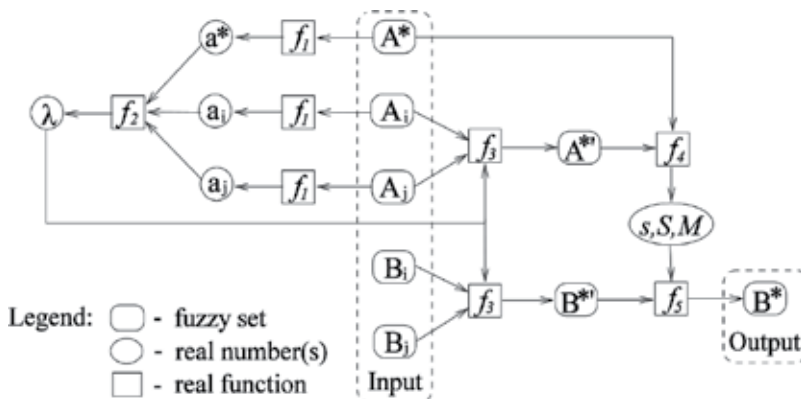 a* f1 A*
λ f2 ai f1 Ai
f3 A*' f4
aj f1 Aj
s,S,M
Bi
f3 B*' f5 B*
Legend: - fuzzy set
Bj
Output
- real number(s)
- real function
Input